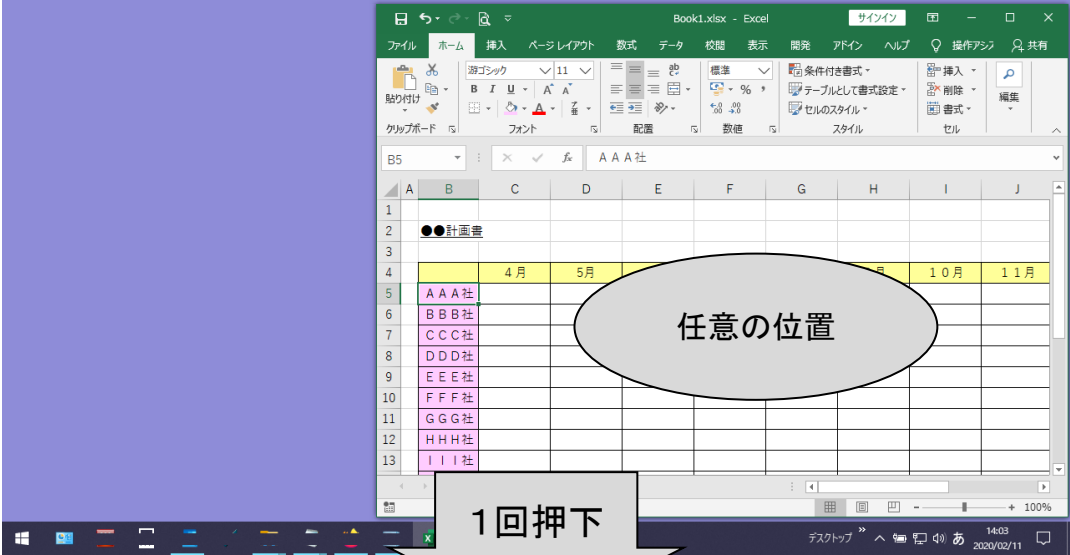 Book1.xlsx - Excel
サインイン
ファイル ホーム 挿入 ページ レイアウト 数式 データ 校閲 表示 開発 アドイン ヘルプ 操作アシス 共有
貼り付け
游ゴシック 11
B I U A A
A
標準
% ,
条件付き書式
テーブルとして書式設定
セルのスタイル
挿入
削除
書式
編集
クリップボード フォント 配置 数値 スタイル セル
B5 fx ＡＡＡ社
A B C D E F G H I J
1
2 ●●計画書
3
4 ４月 5月 月 １０月 １１月
5 ＡＡＡ社
6 ＢＢＢ社
7 ＣＣＣ社
8 ＤＤＤ社
9 ＥＥＥ社
10 ＦＦＦ社
11 ＧＧＧ社
12 ＨＨＨ社
13 ＩＩＩ社
任意の位置
1回押下
100%
デスクトップ あ 14:03
2020/02/11